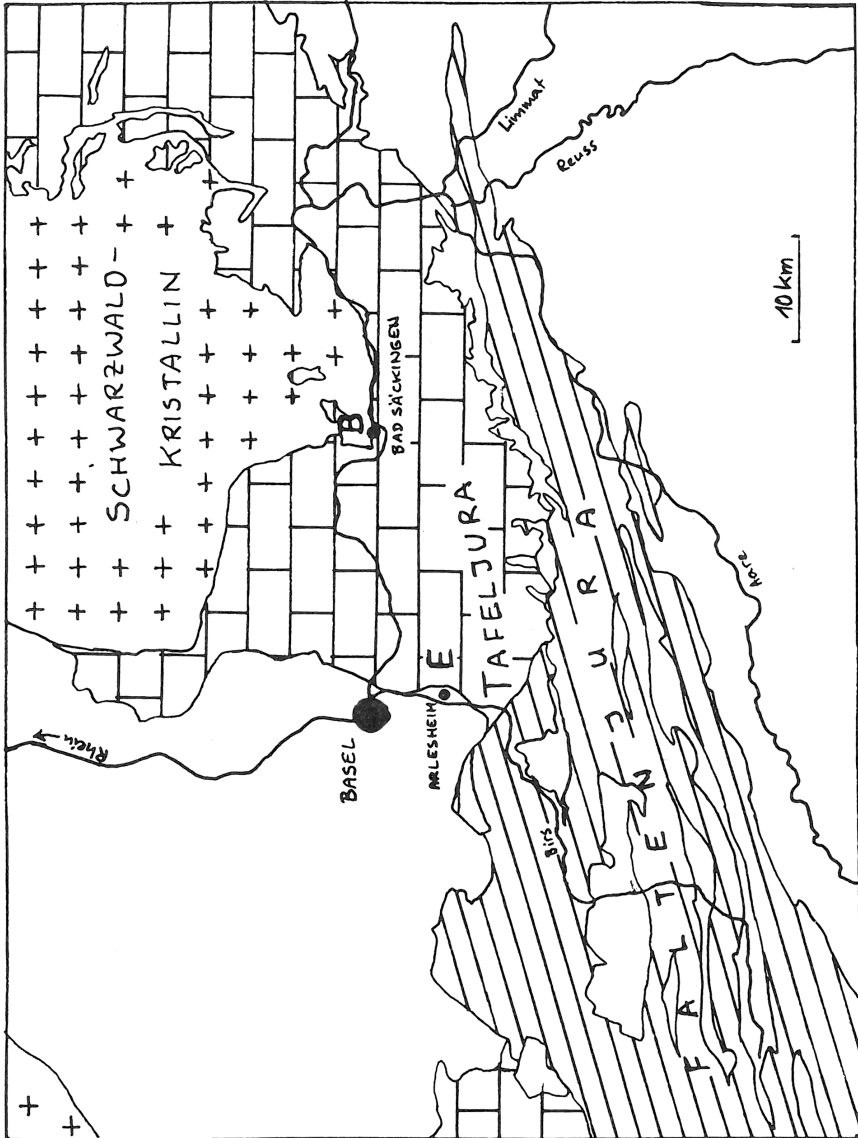 SCHWARZWALD-
KRISTALLIN
Rhein
BASEL
B
BAD SÄCKINGEN
ARLESHEIM
E
TAFELJURA
Birs
FALTENJURA
Aare
Limmat
Reuss
10 km